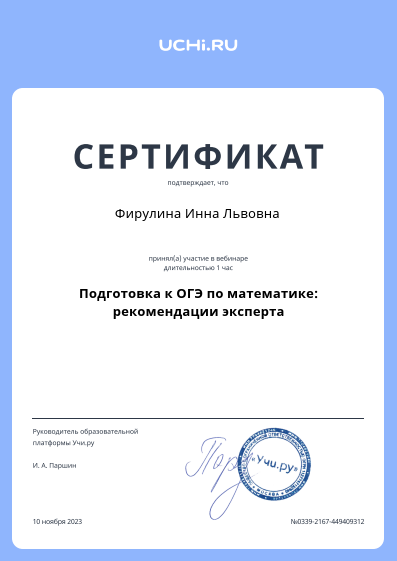 UCHi.RU
СЕРТИФИКАТ
подтверждает, что
Фирулина Инна Львовна
принял(а) участие в вебинаре
длительностью 1 час
Подготовка к ОГЭ по математике:
рекомендации эксперта
Руководитель образовательной
платформы Учи.ру
И. А. Паршин
«Учи.ру»
МОСКВА
10 ноября 2023
№0339-2167-449409312